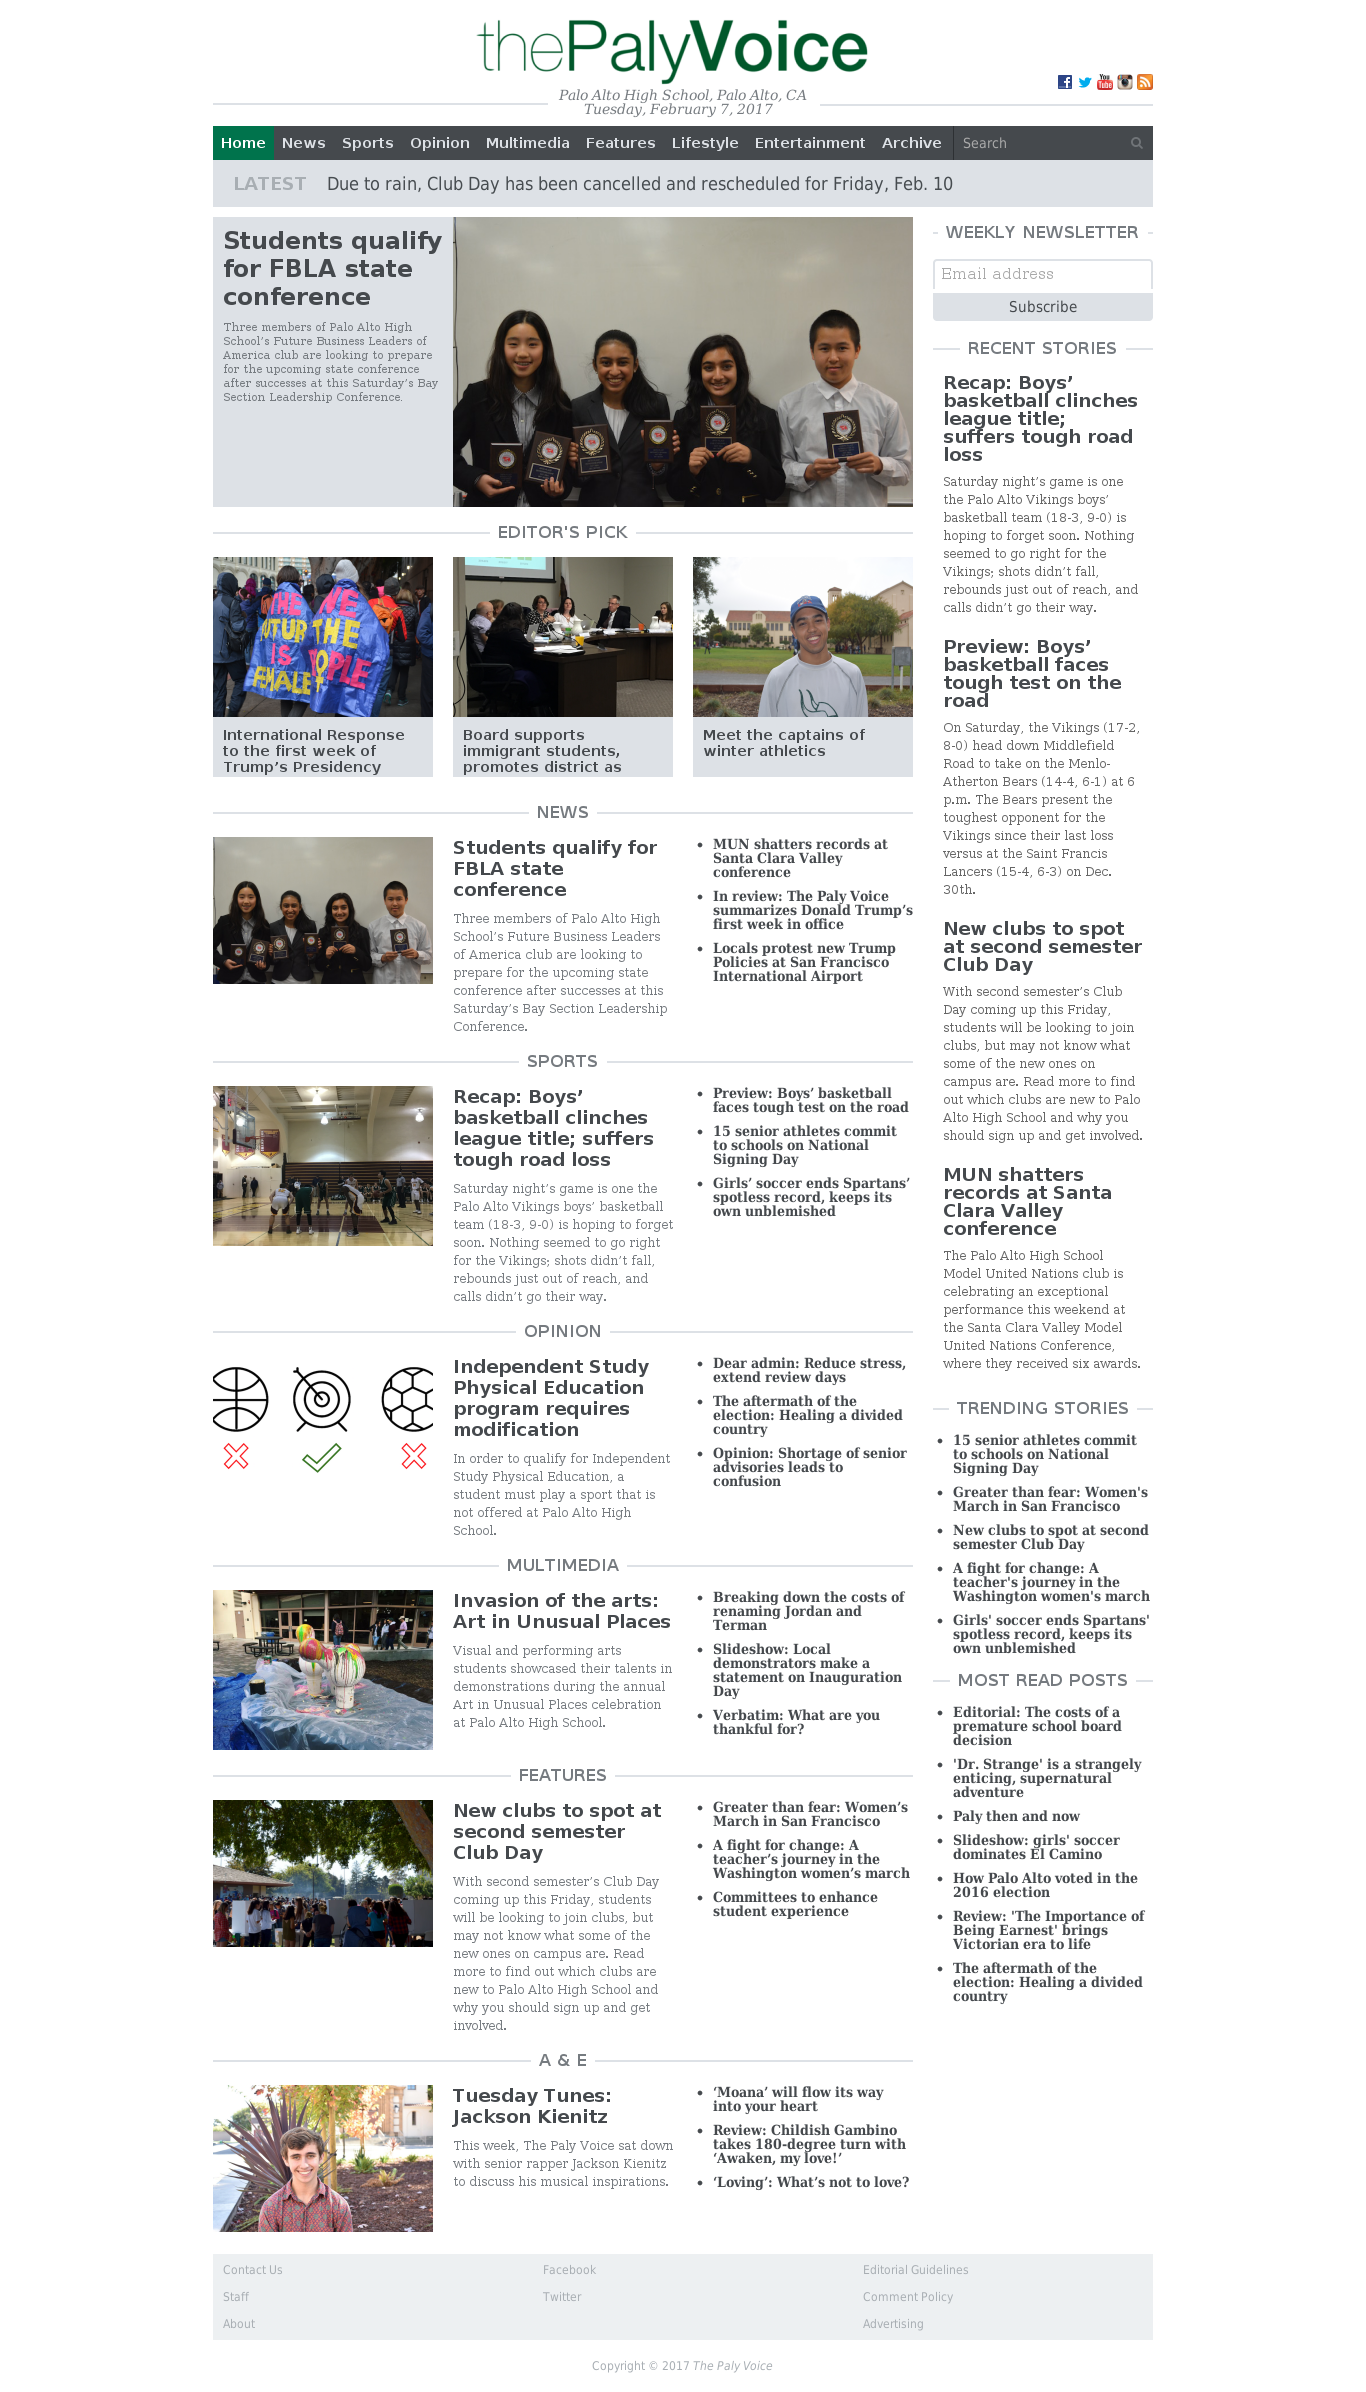 thePalyVoice
Palo Alto High School, Palo Alto, CA
Tuesday, February 7, 2017
Home News Sports Opinion Multimedia Features Lifestyle Entertainment Archive Search
LATEST Due to rain, Club Day has been cancelled and rescheduled for Friday, Feb. 10
Students qualify
for FBLA state
conference
Three members of Palo Alto High
School’s Future Business Leaders of
America club are looking to prepare
for the upcoming state conference
after successes at this Saturday’s Bay
Section Leadership Conference.
EDITOR'S PICK
THE
FUTURE
IS
FEMALE
WE
THE
PEOPLE
International Response
to the first week of
Trump’s Presidency
Board supports
immigrant students,
promotes district as
Meet the captains of
winter athletics
NEWS
Students qualify for
FBLA state
conference
Three members of Palo Alto High
School’s Future Business Leaders
of America club are looking to
prepare for the upcoming state
conference after successes at this
Saturday’s Bay Section Leadership
Conference.
• MUN shatters records at
Santa Clara Valley
conference
• In review: The Paly Voice
summarizes Donald Trump’s
first week in office
• Locals protest new Trump
Policies at San Francisco
International Airport
SPORTS
Recap: Boys’
basketball clinches
league title; suffers
tough road loss
Saturday night’s game is one the
Palo Alto Vikings boys’ basketball
team (18-3, 9-0) is hoping to forget
soon. Nothing seemed to go right
for the Vikings; shots didn’t fall,
rebounds just out of reach, and
calls didn’t go their way.
• Preview: Boys’ basketball
faces tough test on the road
• 15 senior athletes commit
to schools on National
Signing Day
• Girls’ soccer ends Spartans’
spotless record, keeps its
own unblemished
OPINION
Independent Study
Physical Education
program requires
modification
In order to qualify for Independent
Study Physical Education, a
student must play a sport that is
not offered at Palo Alto High
School.
• Dear admin: Reduce stress,
extend review days
• The aftermath of the
election: Healing a divided
country
• Opinion: Shortage of senior
advisories leads to
confusion
MULTIMEDIA
Invasion of the arts:
Art in Unusual Places
Visual and performing arts
students showcased their talents in
demonstrations during the annual
Art in Unusual Places celebration
at Palo Alto High School.
• Breaking down the costs of
renaming Jordan and
Terman
• Slideshow: Local
demonstrators make a
statement on Inauguration
Day
• Verbatim: What are you
thankful for?
FEATURES
New clubs to spot at
second semester
Club Day
With second semester’s Club Day
coming up this Friday, students
will be looking to join clubs, but
may not know what some of the
new ones on campus are. Read
more to find out which clubs are
new to Palo Alto High School and
why you should sign up and get
involved.
• Greater than fear: Women’s
March in San Francisco
• A fight for change: A
teacher’s journey in the
Washington women’s march
• Committees to enhance
student experience
A & E
Tuesday Tunes:
Jackson Kienitz
This week, The Paly Voice sat down
with senior rapper Jackson Kienitz
to discuss his musical inspirations.
• ‘Moana’ will flow its way
into your heart
• Review: Childish Gambino
takes 180-degree turn with
‘Awaken, my love!’
• ‘Loving’: What’s not to love?
WEEKLY NEWSLETTER
Email address
Subscribe
RECENT STORIES
Recap: Boys’
basketball clinches
league title;
suffers tough road
loss
Saturday night’s game is one
the Palo Alto Vikings boys’
basketball team (18-3, 9-0) is
hoping to forget soon. Nothing
seemed to go right for the
Vikings; shots didn’t fall,
rebounds just out of reach, and
calls didn’t go their way.
Preview: Boys’
basketball faces
tough test on the
road
On Saturday, the Vikings (17-2,
8-0) head down Middlefield
Road to take on the Menlo-
Atherton Bears (14-4, 6-1) at 6
p.m. The Bears present the
toughest opponent for the
Vikings since their last loss
versus at the Saint Francis
Lancers (15-4, 6-3) on Dec.
30th.
New clubs to spot
at second semester
Club Day
With second semester’s Club
Day coming up this Friday,
students will be looking to join
clubs, but may not know what
some of the new ones on
campus are. Read more to find
out which clubs are new to Palo
Alto High School and why you
should sign up and get involved.
MUN shatters
records at Santa
Clara Valley
conference
The Palo Alto High School
Model United Nations club is
celebrating an exceptional
performance this weekend at
the Santa Clara Valley Model
United Nations Conference,
where they received six awards.
TRENDING STORIES
• 15 senior athletes commit
to schools on National
Signing Day
• Greater than fear: Women's
March in San Francisco
• New clubs to spot at second
semester Club Day
• A fight for change: A
teacher's journey in the
Washington women's march
• Girls' soccer ends Spartans'
spotless record, keeps its
own unblemished
MOST READ POSTS
• Editorial: The costs of a
premature school board
decision
• 'Dr. Strange' is a strangely
enticing, supernatural
adventure
• Paly then and now
• Slideshow: girls' soccer
dominates El Camino
• How Palo Alto voted in the
2016 election
• Review: 'The Importance of
Being Earnest' brings
Victorian era to life
• The aftermath of the
election: Healing a divided
country
Contact Us Facebook Editorial Guidelines
Staff Twitter Comment Policy
About Advertising
Copyright © 2017 The Paly Voice